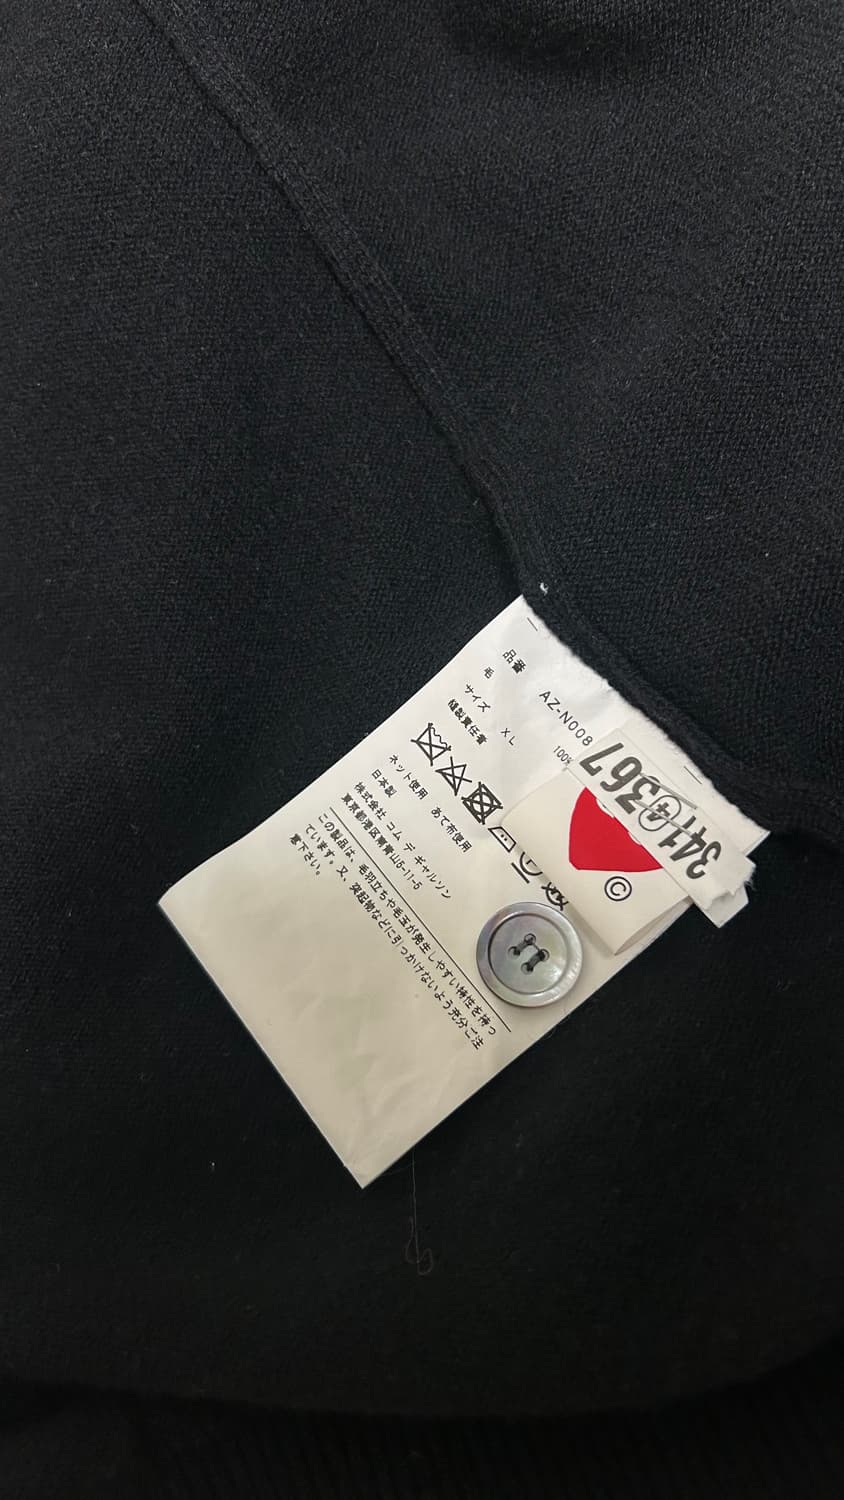 品番 AZ-N008
毛 100%
サイズ XL
縫製責任者
ネット使用 あて布使用
日本製
株式会社 コム デ ギャルソン
東京都港区南青山5-11-5
この製品は、毛羽立ちや毛玉が発生しやすい特性を持っ
ています。又、突起物などに引っかけないよう充分ご注
意下さい。
3414367
©